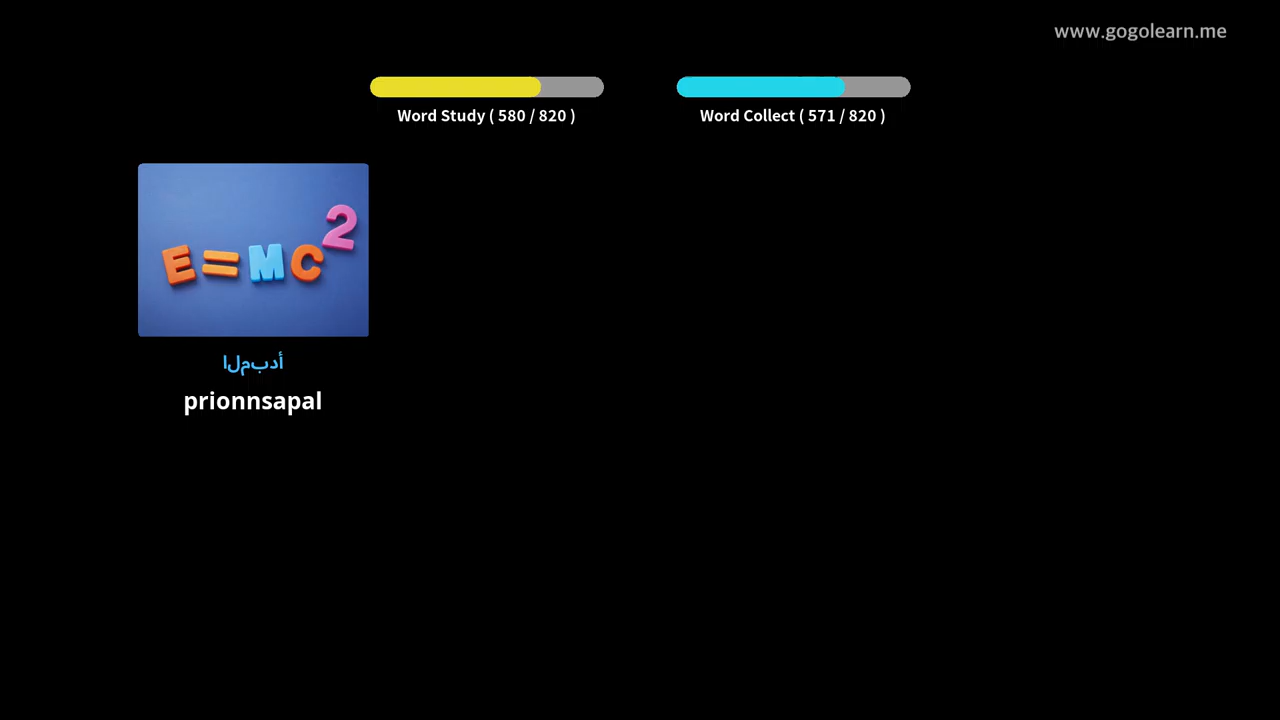 www.gogolearn.me
Word Study ( 580 / 820 )
Word Collect ( 571 / 820 )
E=MC2
المبدأ
prionnsapal